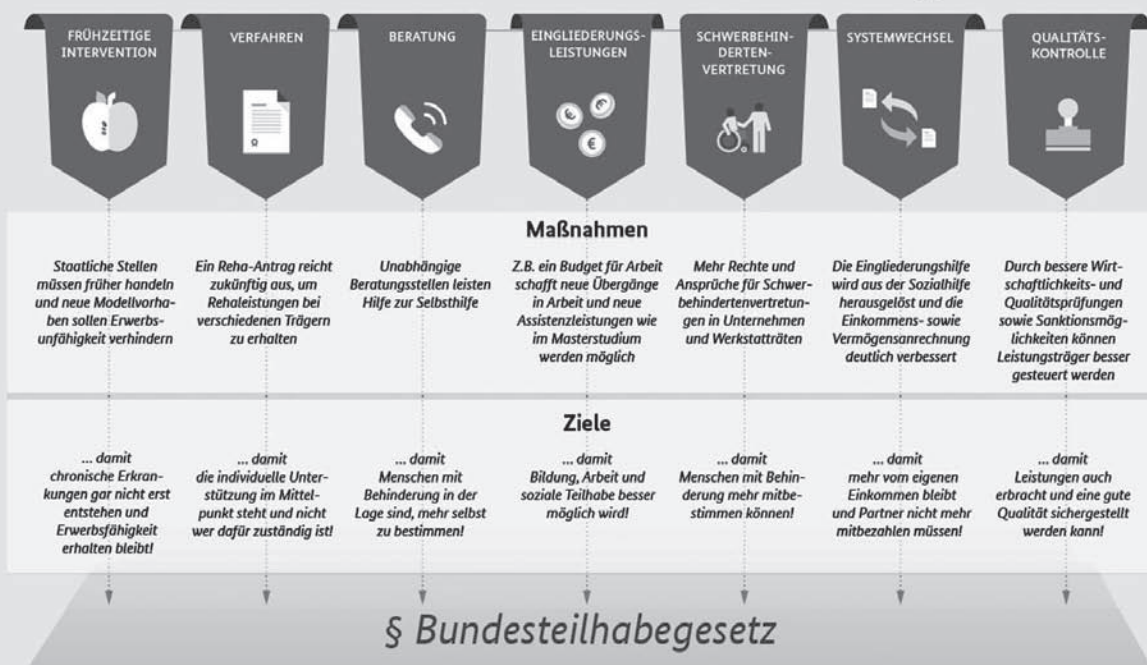 FRÜHZEITIGE
INTERVENTION
VERFAHREN
BERATUNG
EINGLIEDERUNGS-
LEISTUNGEN
SCHWERBEHIN-
DERTEN-
VERTRETUNG
SYSTEMWECHSEL
QUALITÄTS-
KONTROLLE
€
€
€
Maßnahmen
Staatliche Stellen
müssen früher handeln
und neue Modellvorha-
ben sollen Erwerbs-
unfähigkeit verhindern
Ein Reha-Antrag reicht
zukünftig aus, um
Rehaleistungen bei
verschiedenen Trägern
zu erhalten
Unabhängige
Beratungsstellen leisten
Hilfe zur Selbsthilfe
Z.B. ein Budget für Arbeit
schafft neue Übergänge
in Arbeit und neue
Assistenzleistungen wie
im Masterstudium
werden möglich
Mehr Rechte und
Ansprüche für Schwer-
behindertenvertretun-
gen in Unternehmen
und Werkstatträten
Die Eingliederungshilfe
wird aus der Sozialhilfe
herausgelöst und die
Einkommens- sowie
Vermögensanrechnung
deutlich verbessert
Durch bessere Wirt-
schaftlichkeits- und
Qualitätsprüfungen
sowie Sanktionsmög-
lichkeiten können
Leistungsträger besser
gesteuert werden
Ziele
... damit
chronische Erkran-
kungen gar nicht erst
entstehen und
Erwerbsfähigkeit
erhalten bleibt!
... damit
die individuelle Unter-
stützung im Mittel-
punkt steht und nicht
wer dafür zuständig ist!
... damit
Menschen mit
Behinderung in der
Lage sind, mehr selbst
zu bestimmen!
... damit
Bildung, Arbeit und
soziale Teilhabe besser
möglich wird!
... damit
Menschen mit Behin-
derung mehr mitbe-
stimmen können!
... damit
mehr vom eigenen
Einkommen bleibt
und Partner nicht mehr
mitbezahlen müssen!
... damit
Leistungen auch
erbracht und eine gute
Qualität sichergestellt
werden kann!
§ Bundesteilhabegesetz